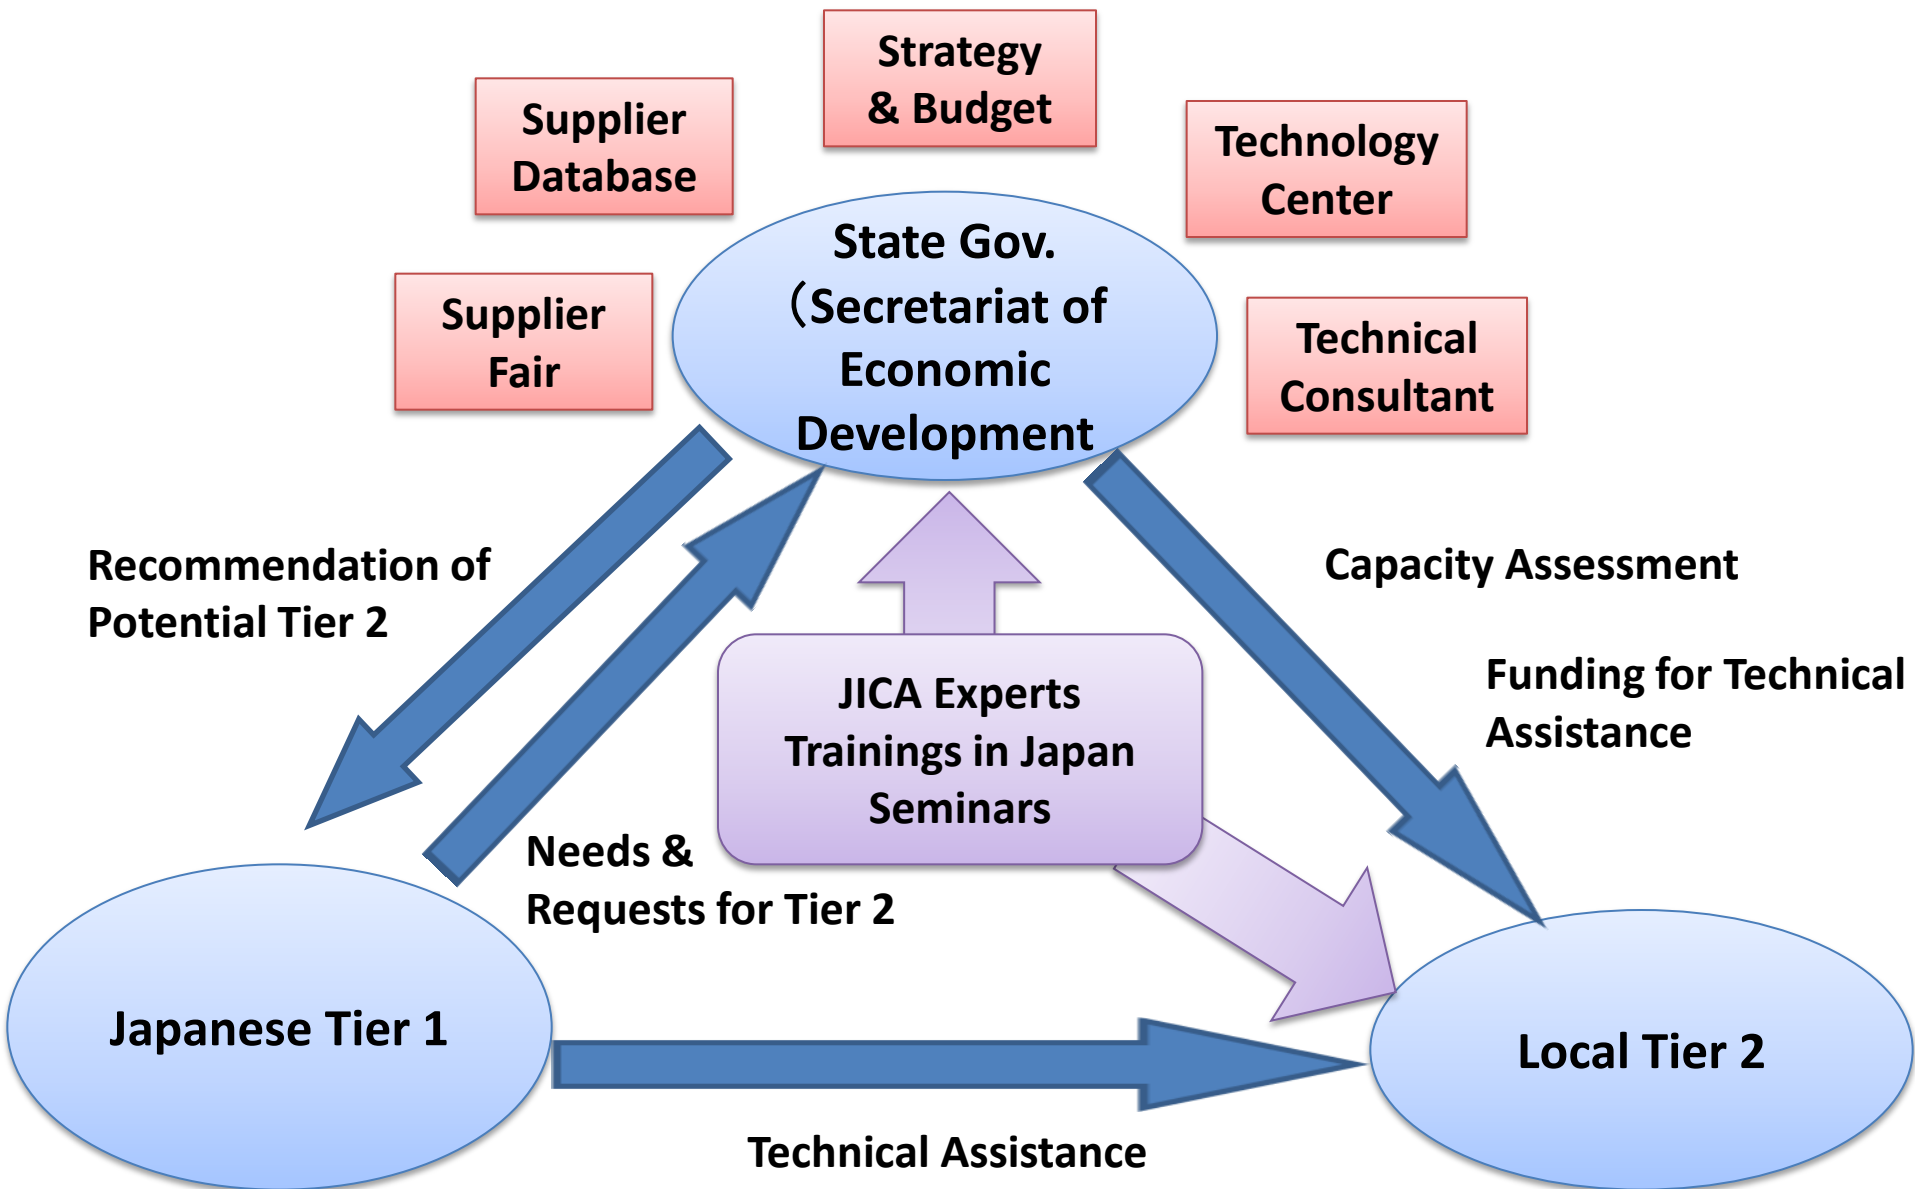 Strategy
& Budget
Supplier
Database
Technology
Center
State Gov.
（Secretariat of
Economic
Development
Supplier
Fair
Technical
Consultant
Recommendation of
Potential Tier 2
Capacity Assessment
Funding for Technical
Assistance
JICA Experts
Trainings in Japan
Seminars
Needs &
Requests for Tier 2
Japanese Tier 1
Local Tier 2
Technical Assistance